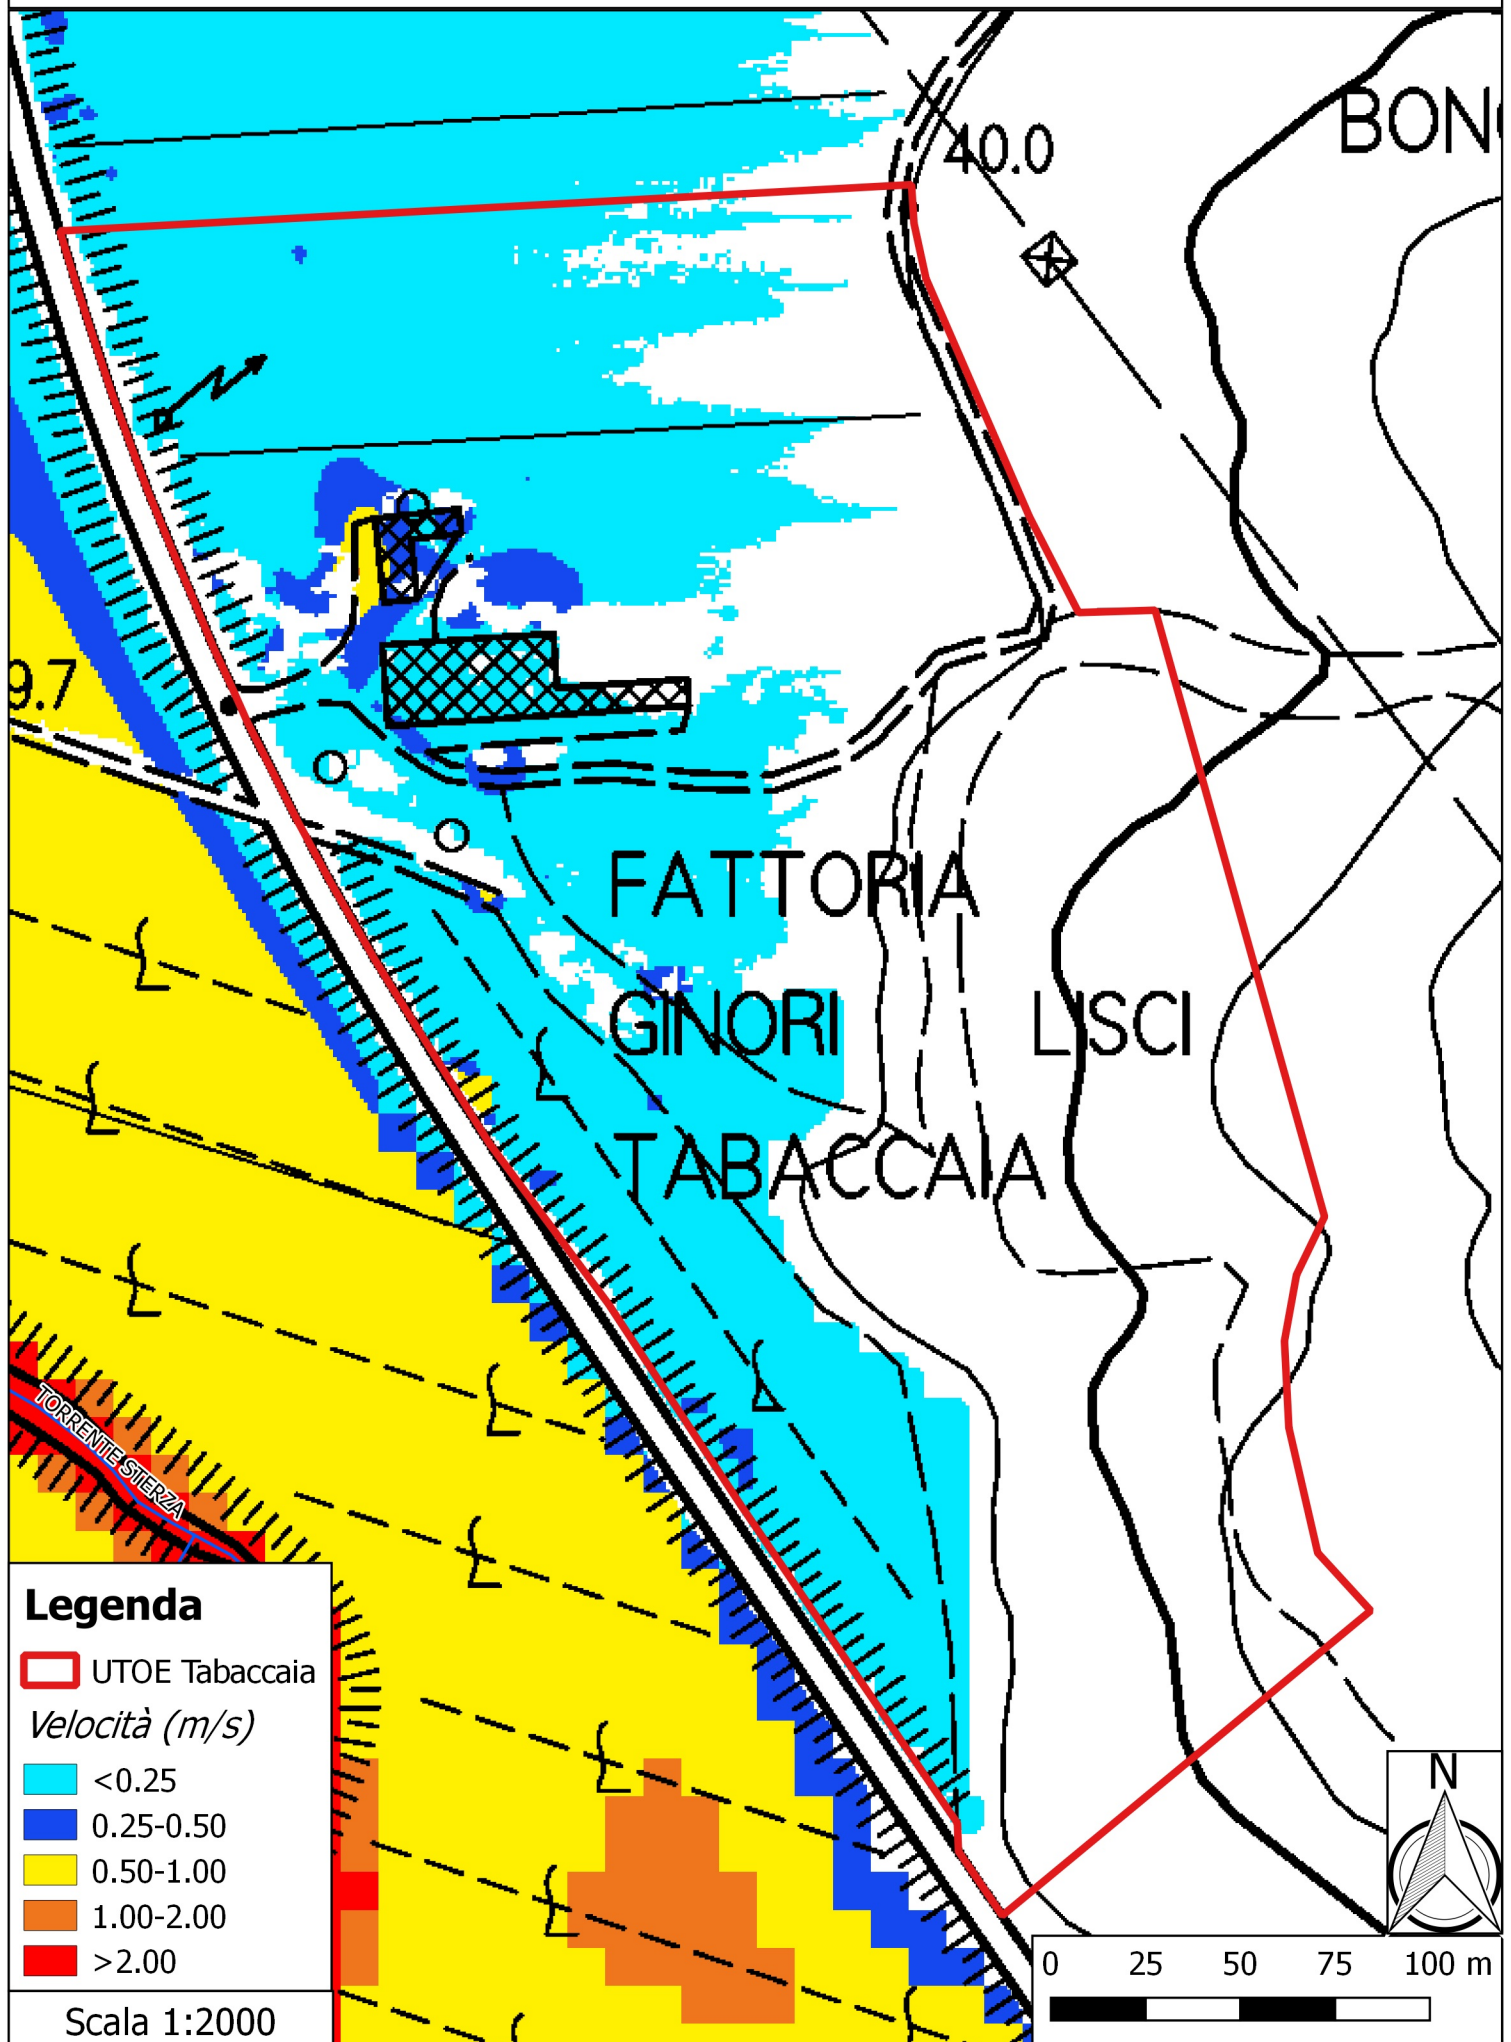 BON
40.0
9.7
FATTORIA
GINORI LISCI
TABACCAIA
TORRENTE STERZA
Legenda
UTOE Tabaccaia
Velocità (m/s)
<0.25
0.25-0.50
0.50-1.00
1.00-2.00
>2.00
Scala 1:2000
N
0 25 50 75 100 m